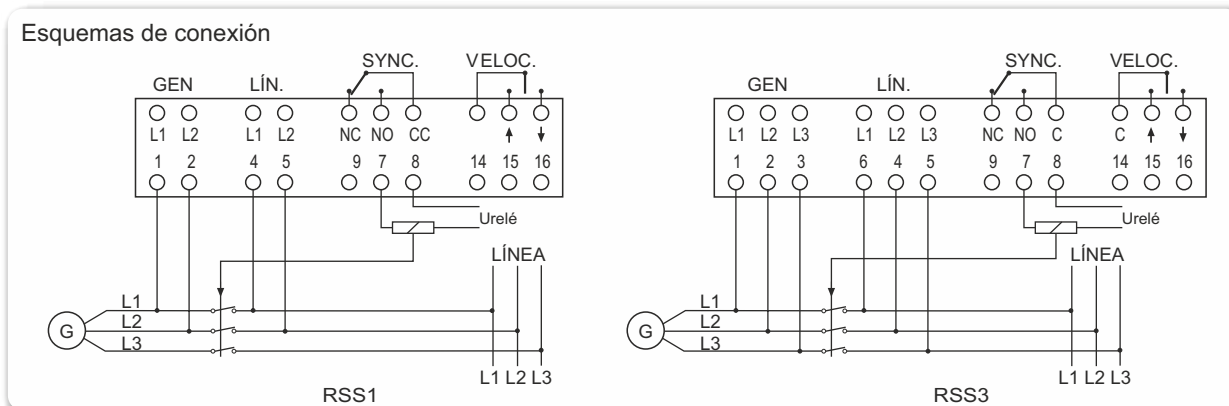 Esquemas de conexión
SYNC. VELOC.
GEN LÍN.
L1 L2 L1 L2 NC NO CC
1 2 4 5 9 7 8 14 15 16
Urelé
LÍNEA
L1
L2
L3
G
L1 L2 L3
RSS1
SYNC. VELOC.
GEN LÍN.
L1 L2 L3 L1 L2 L3 NC NO C C
1 2 3 6 4 5 9 7 8 14 15 16
Urelé
LÍNEA
L1
L2
L3
G
L1 L2 L3
RSS3